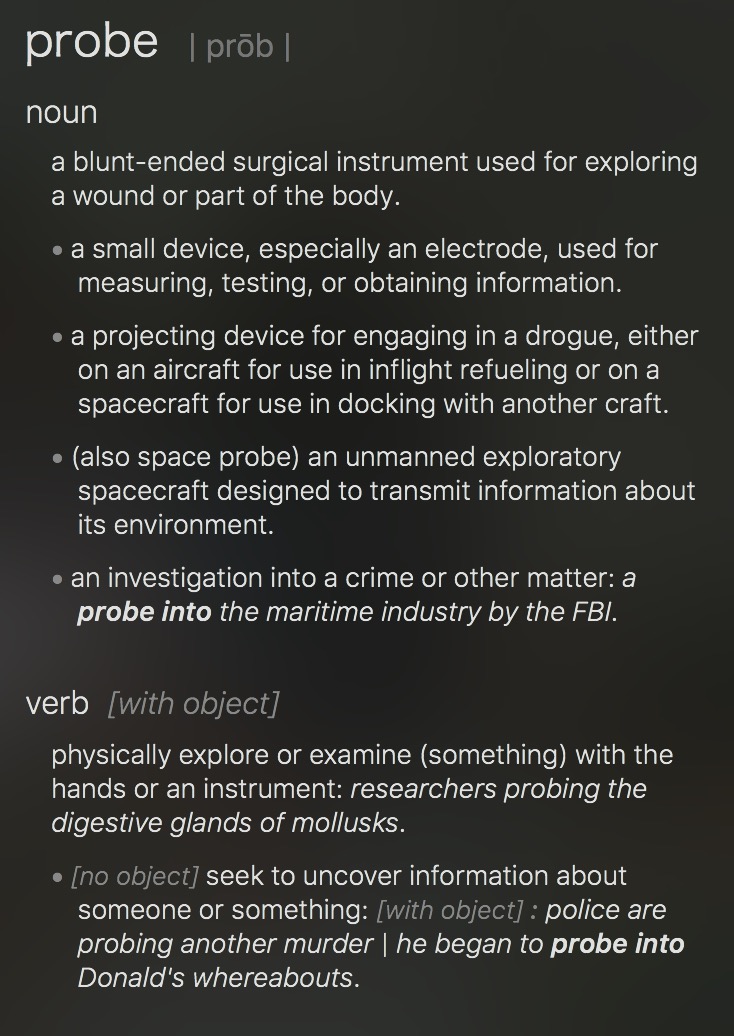 probe | prōb |
noun
a blunt-ended surgical instrument used for exploring
a wound or part of the body.
• a small device, especially an electrode, used for
measuring, testing, or obtaining information.
• a projecting device for engaging in a drogue, either
on an aircraft for use in inflight refueling or on a
spacecraft for use in docking with another craft.
• (also space probe) an unmanned exploratory
spacecraft designed to transmit information about
its environment.
• an investigation into a crime or other matter: a
probe into the maritime industry by the FBI.
verb [with object]
physically explore or examine (something) with the
hands or an instrument: researchers probing the
digestive glands of mollusks.
• [no object] seek to uncover information about
someone or something: [with object] : police are
probing another murder | he began to probe into
Donald's whereabouts.